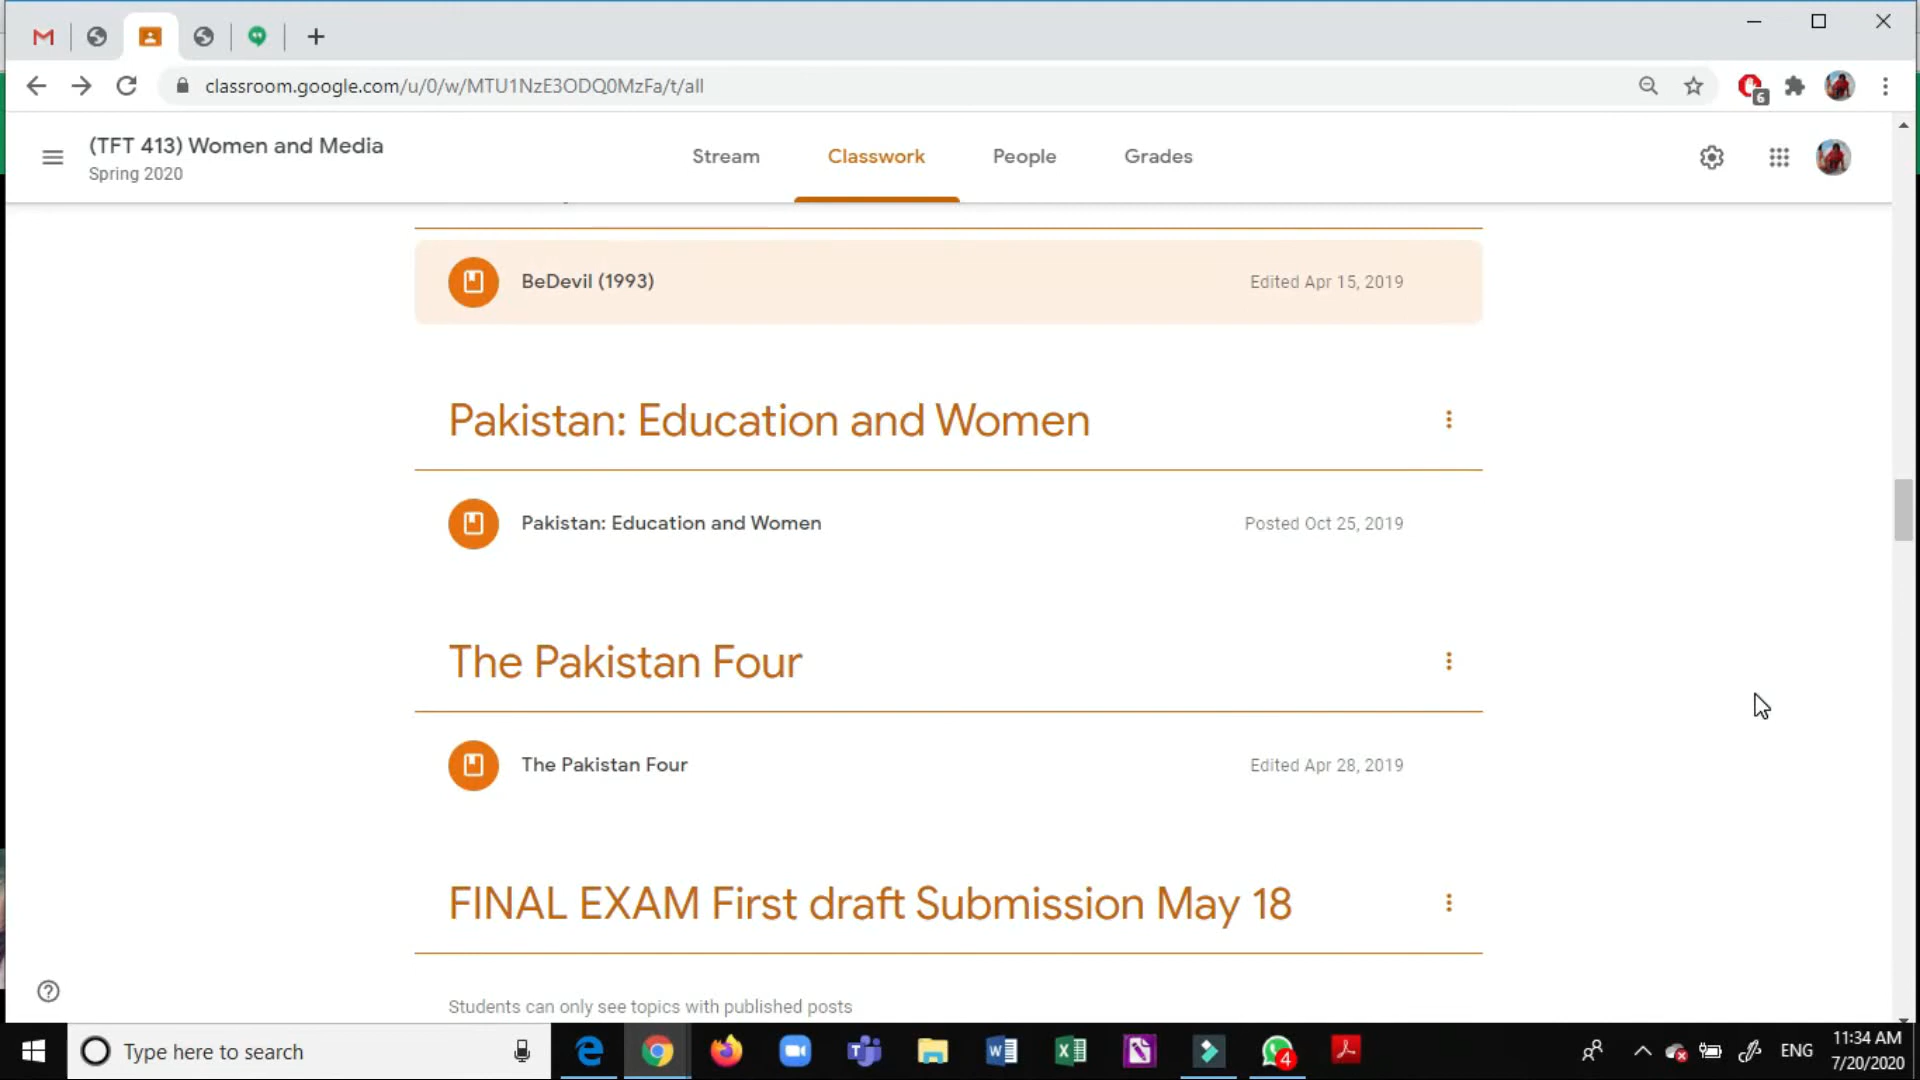 classroom.google.com/u/0/w/MTU1NzE3ODQ0MzFa/t/all
6
(TFT 413) Women and Media
Spring 2020
Stream
Classwork
People
Grades
BeDevil (1993)
Edited Apr 15, 2019
Pakistan: Education and Women
Pakistan: Education and Women
Posted Oct 25, 2019
The Pakistan Four
The Pakistan Four
Edited Apr 28, 2019
FINAL EXAM First draft Submission May 18
Students can only see topics with published posts
Type here to search
4
ENG
11:34 AM
7/20/2020